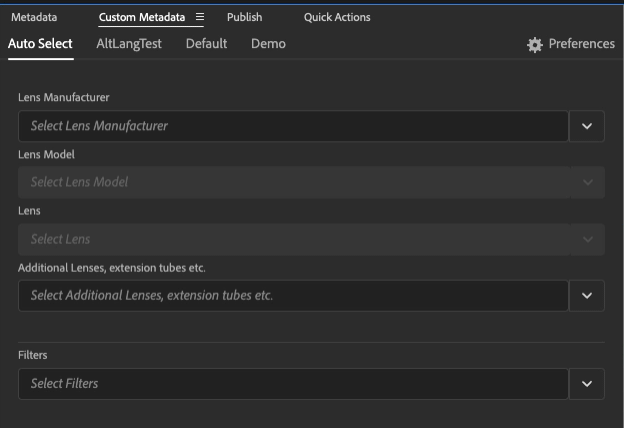 Metadata Custom Metadata Publish Quick Actions
Auto Select AltLangTest Default Demo Preferences
Lens Manufacturer
Select Lens Manufacturer
Lens Model
Select Lens Model
Lens
Select Lens
Additional Lenses, extension tubes etc.
Select Additional Lenses, extension tubes etc.
Filters
Select Filters